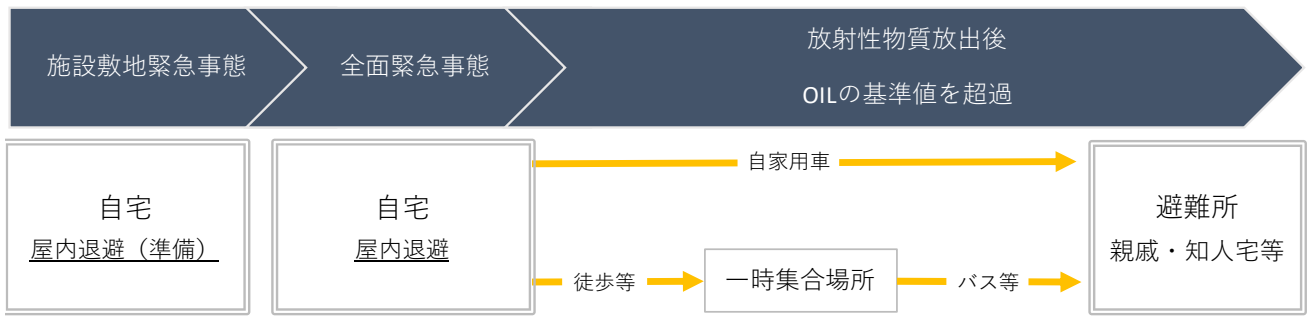 施設敷地緊急事態
全面緊急事態
放射性物質放出後
OILの基準値を超過
自宅
屋内退避（準備）
自宅
屋内退避
自家用車
徒歩等
一時集合場所
バス等
避難所
親戚・知人宅等